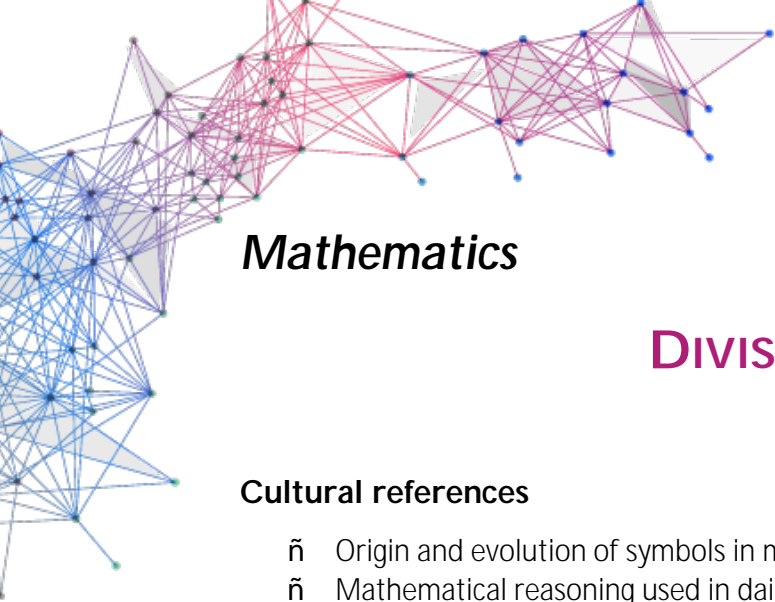 Mathematics
DIVIS
Cultural references
ñ Origin and evolution of symbols in m
ñ Mathematical reasoning used in dai